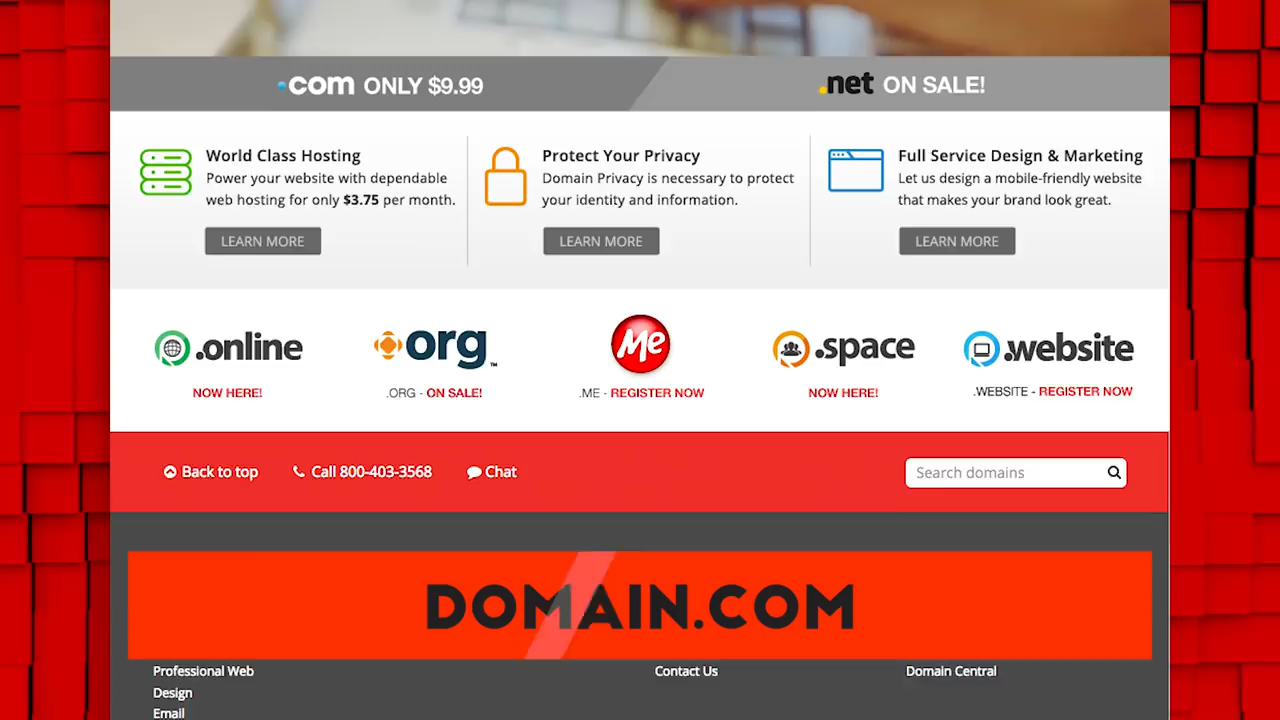 .com ONLY $9.99
.net ON SALE!
World Class Hosting
Power your website with dependable
web hosting for only $3.75 per month.
LEARN MORE
Protect Your Privacy
Domain Privacy is necessary to protect
your identity and information.
LEARN MORE
Full Service Design & Marketing
Let us design a mobile-friendly website
that makes your brand look great.
LEARN MORE
.online
NOW HERE!
.org™
.ORG - ON SALE!
Me
.ME - REGISTER NOW
.space
NOW HERE!
.website
.WEBSITE - REGISTER NOW
Back to top
Call 800-403-3568
Chat
Search domains
DOMAIN.COM
Professional Web
Design
Email
Contact Us
Domain Central